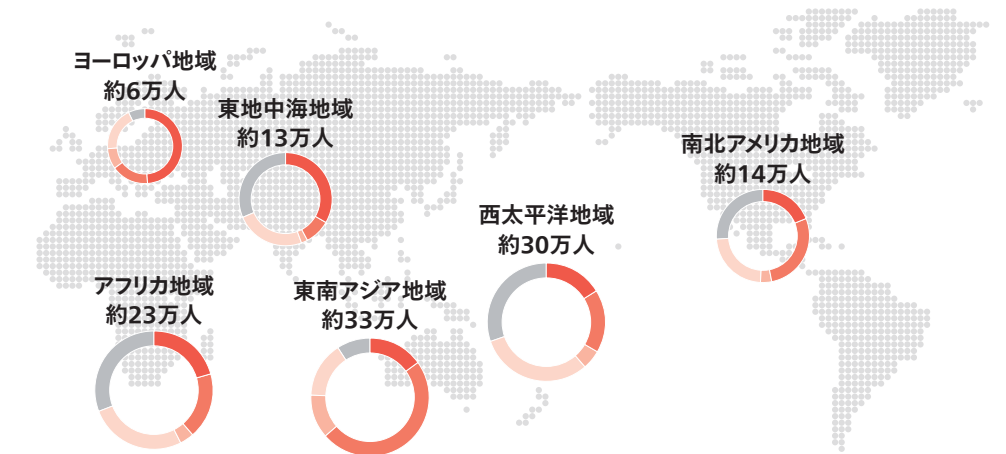 ヨーロッパ地域
約6万人
東地中海地域
約13万人
南北アメリカ地域
約14万人
西太平洋地域
約30万人
アフリカ地域
約23万人
東南アジア地域
約33万人